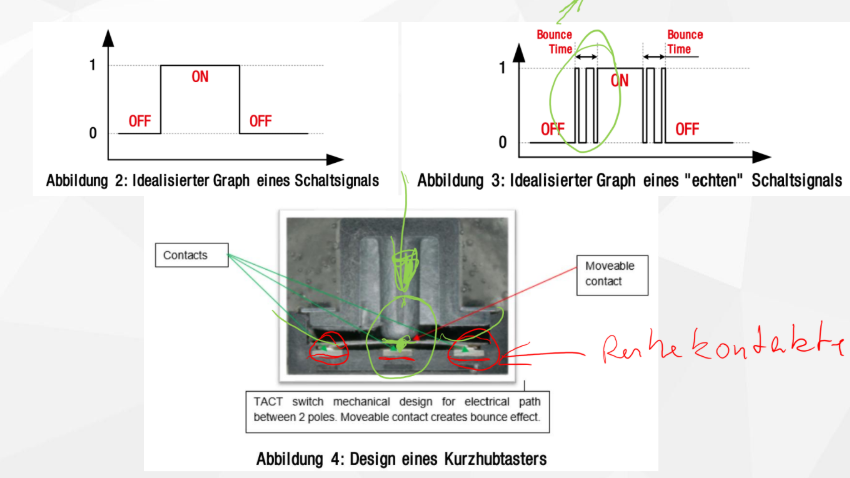 Bounce
Time
Bounce
Time
1
ON
OFF
OFF
0
1
ON
OFF
OFF
0
Abbildung 2: Idealisierter Graph eines Schaltsignals
Abbildung 3: Idealisierter Graph eines "echten" Schaltsignals
Contacts
Moveable
contact
Ruhekontakte
TACT switch mechanical design for electrical path
between 2 poles. Moveable contact creates bounce effect.
Abbildung 4: Design eines Kurzhubtasters